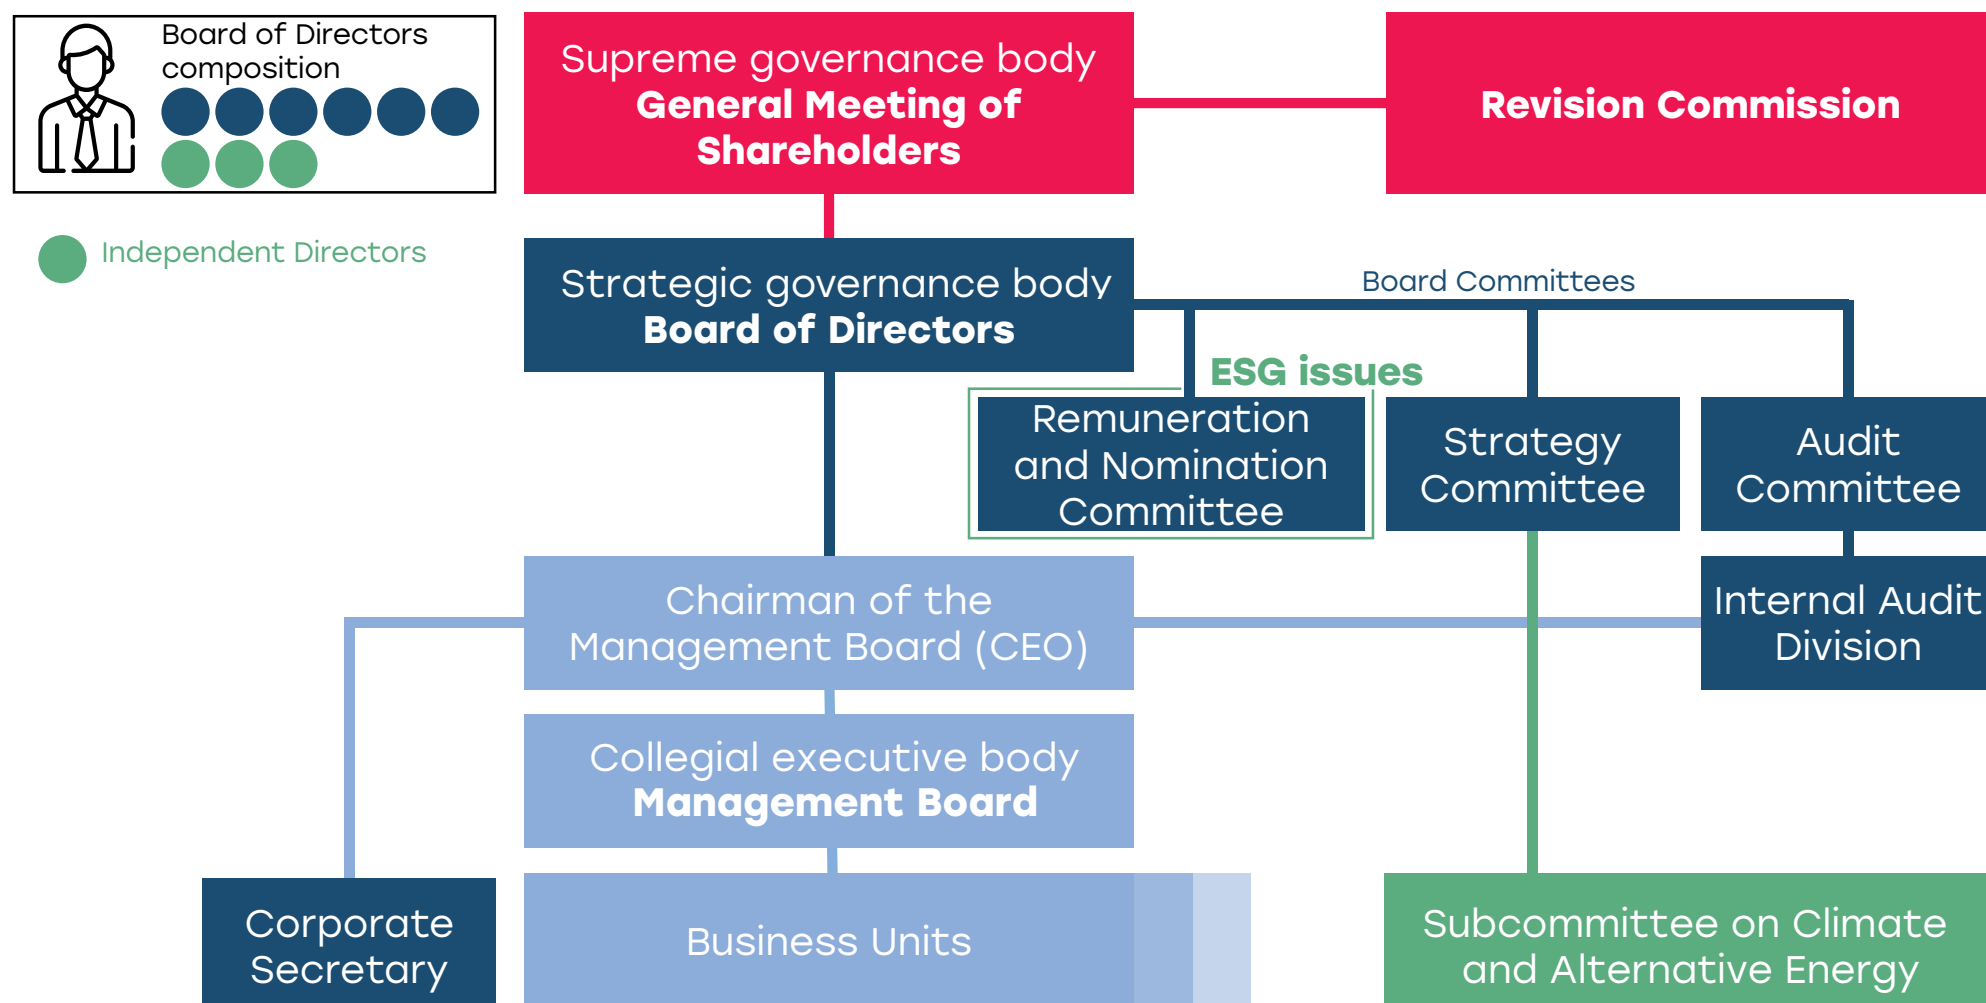 Board of Directors
composition
Independent Directors
Supreme governance body
General Meeting of
Shareholders
Revision Commission
Strategic governance body
Board of Directors
Board Committees
ESG issues
Remuneration
and Nomination
Committee
Strategy
Committee
Audit
Committee
Chairman of the
Management Board (CEO)
Internal Audit
Division
Collegial executive body
Management Board
Corporate
Secretary
Business Units
Subcommittee on Climate
and Alternative Energy